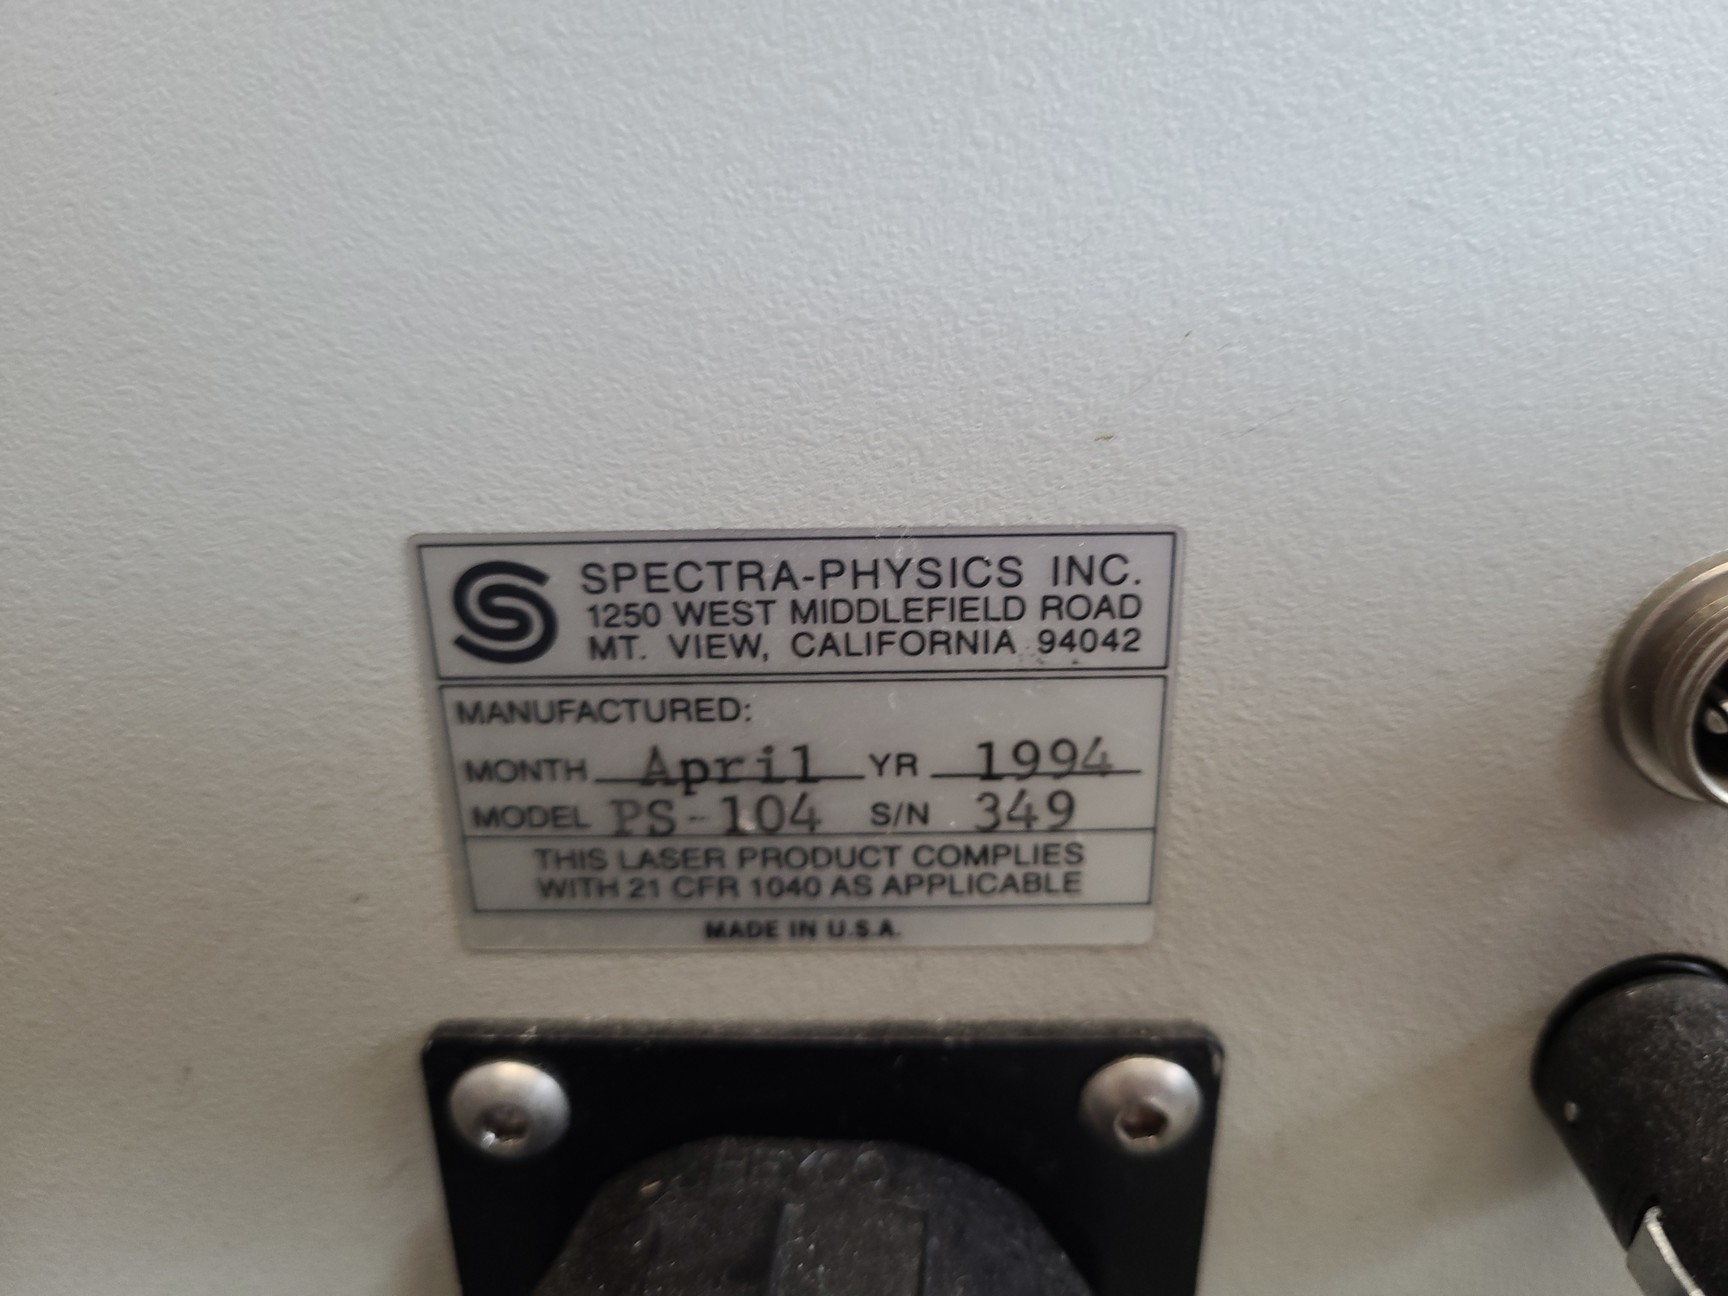 SPECTRA-PHYSICS INC.
1250 WEST MIDDLEFIELD ROAD
MT. VIEW, CALIFORNIA 94042
MANUFACTURED:
MONTH April YR 1994
MODEL PS-104 S/N 349
THIS LASER PRODUCT COMPLIES
WITH 21 CFR 1040 AS APPLICABLE
MADE IN U.S.A.